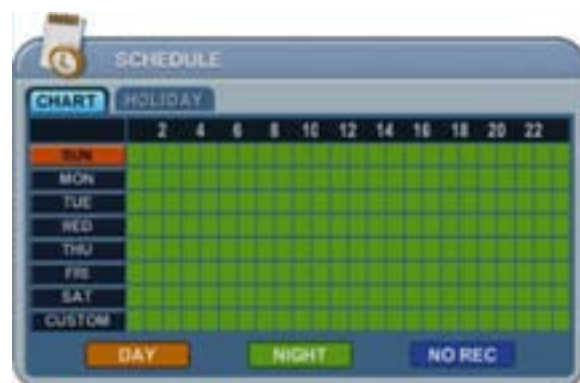 SCHEDULE
CHART HOLIDAY
2 4 6 8 10 12 14 16 18 20 22
SUN
MON
TUE
WED
THU
FRI
SAT
CUSTOM
DAY NIGHT NO REC